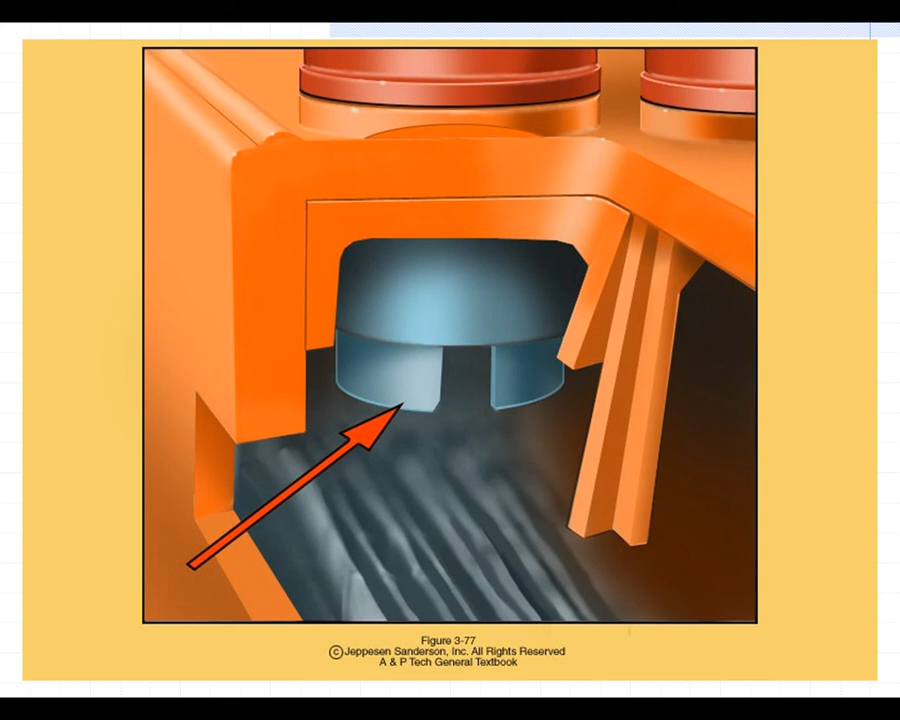 Figure 3-77
©Jeppesen Sanderson, Inc. All Rights Reserved
A & P Tech General Textbook